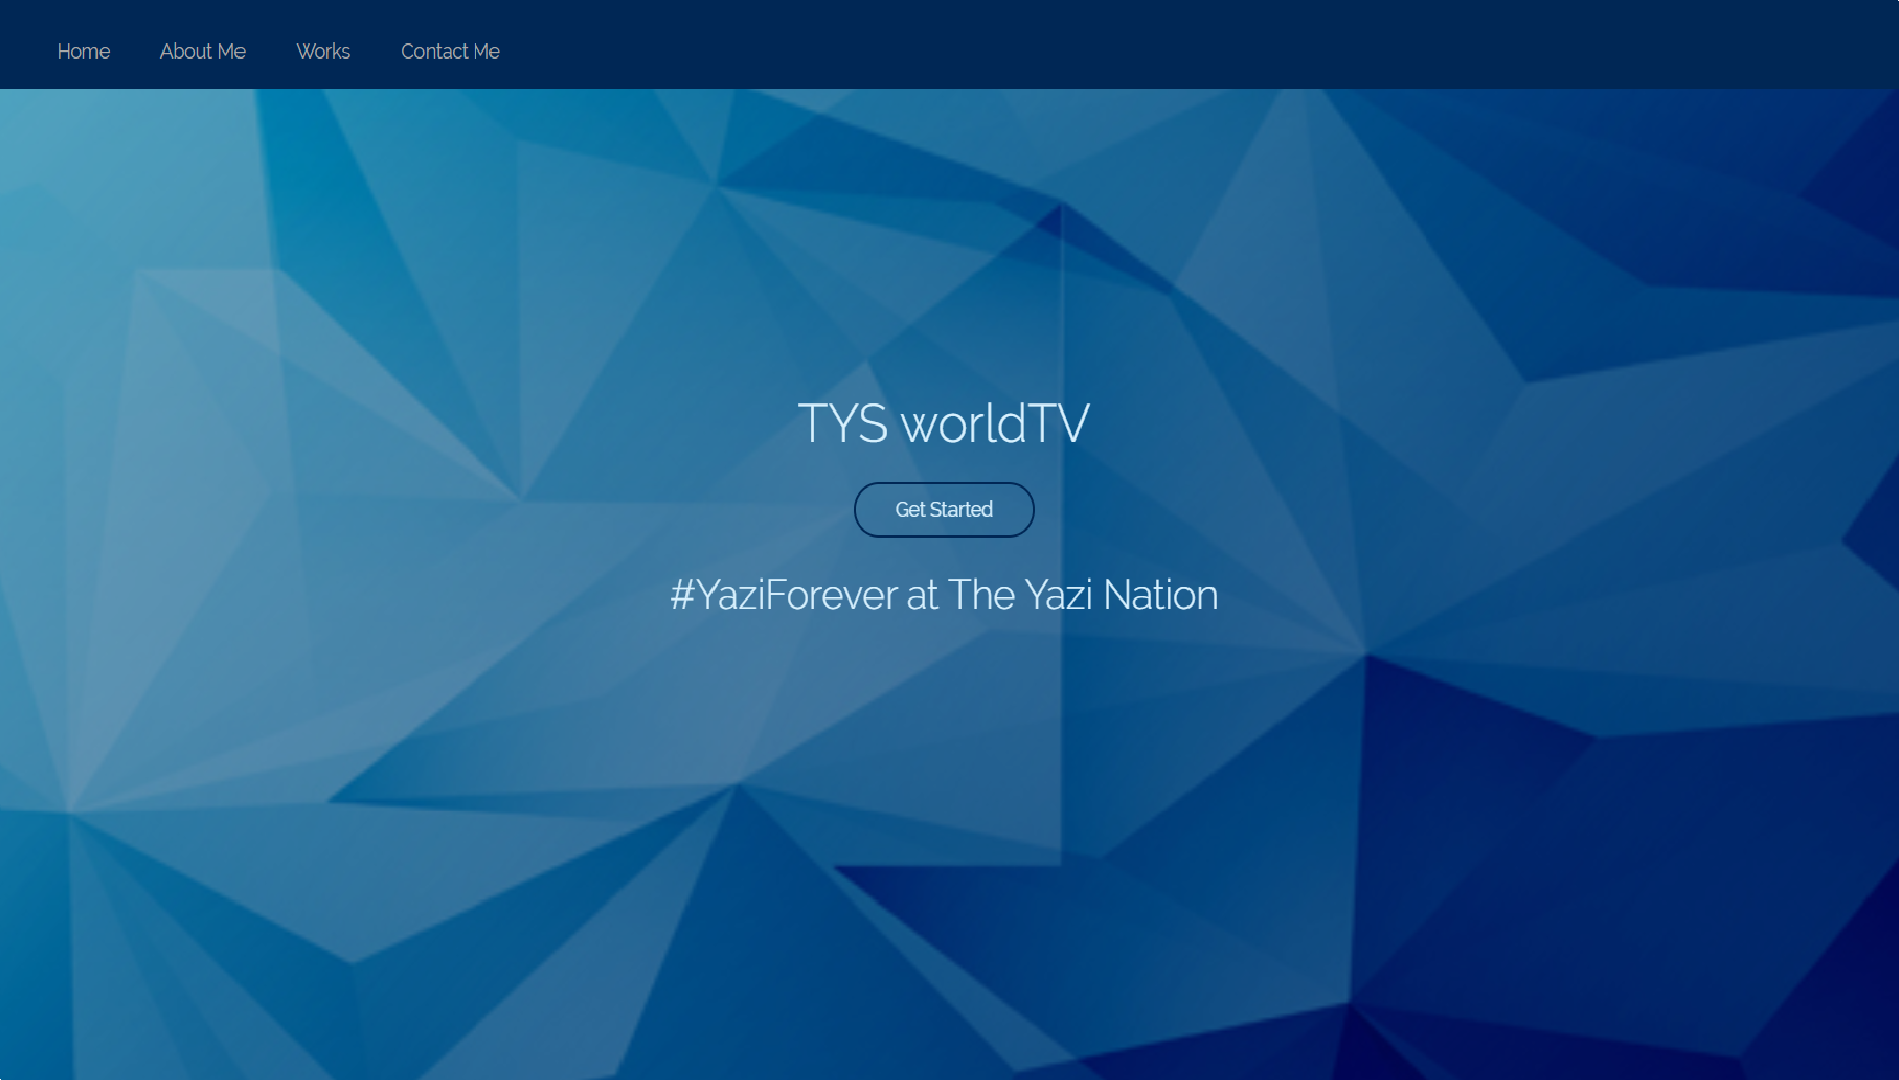 Home About Me Works Contact Me
TYS worldTV
Get Started
#YaziForever at The Yazi Nation